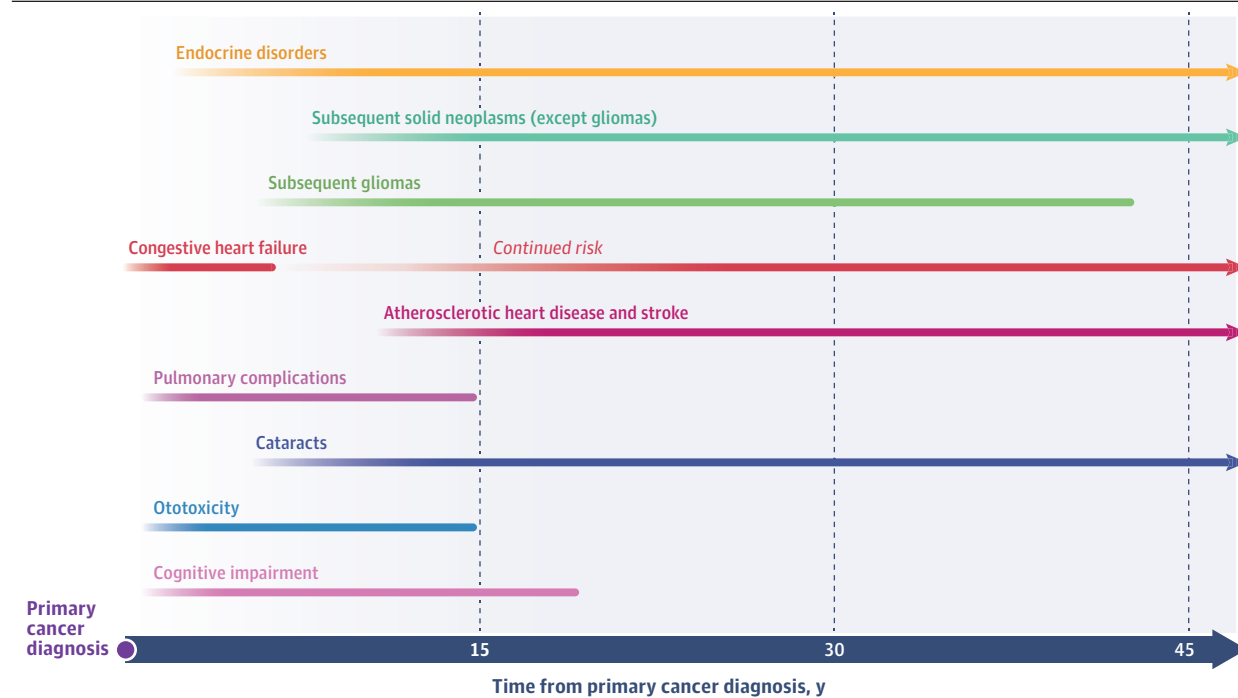 Endocrine disorders
Subsequent solid neoplasms (except gliomas)
Subsequent gliomas
Congestive heart failure
Continued risk
Atherosclerotic heart disease and stroke
Pulmonary complications
Cataracts
Ototoxicity
Cognitive impairment
Primary
cancer
diagnosis
15
30
45
Time from primary cancer diagnosis, y